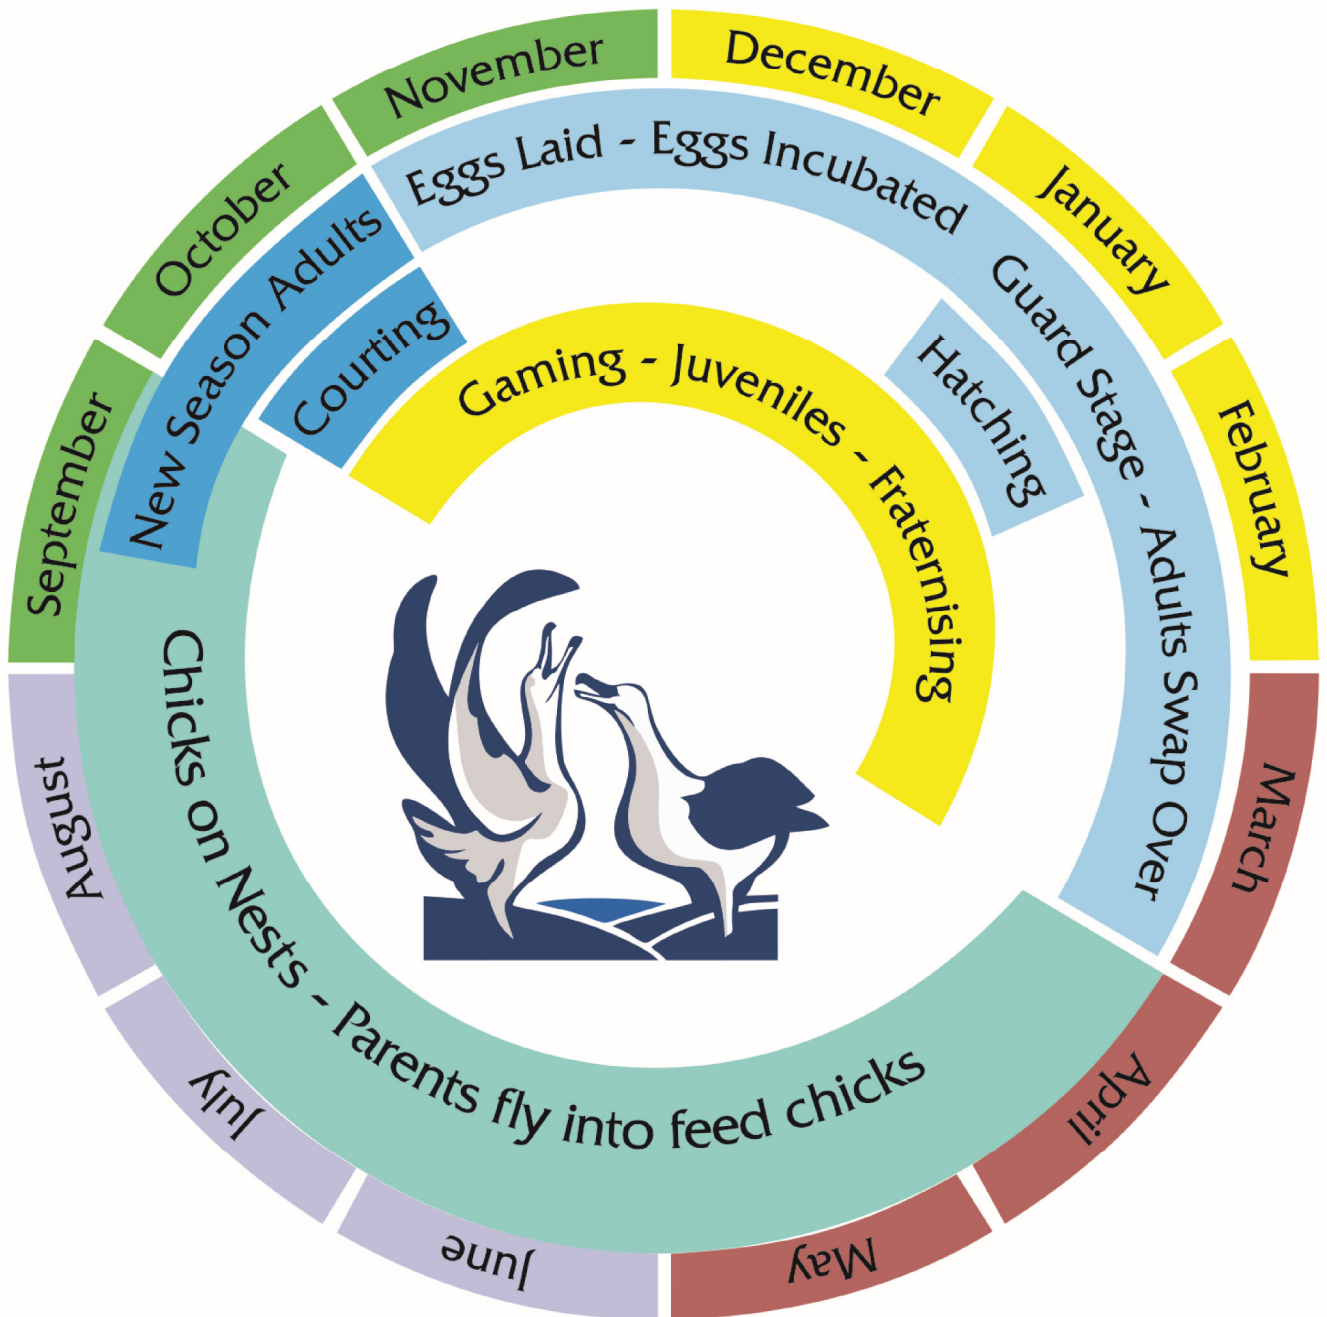 December
January
February
March
April
May
June
July
August
September
October
November
Eggs Laid - Eggs Incubated
Guard Stage - Adults Swap Over
Hatching
Chicks on Nests - Parents fly into feed chicks
New Season Adults
Courting
Gaming - Juveniles - Fraternising